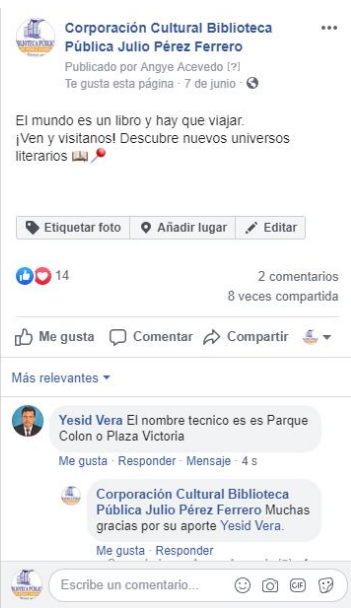 Corporación Cultural Biblioteca
Pública Julio Pérez Ferrero
Publicado por Angye Acevedo [?]
Te gusta esta página · 7 de junio ·
El mundo es un libro y hay que viajar.
¡Ven y visitanos! Descubre nuevos universos
literarios
Etiquetar foto
Añadir lugar
Editar
14
2 comentarios
8 veces compartida
Me gusta
Comentar
Compartir
Más relevantes
Yesid Vera El nombre tecnico es es Parque
Colon o Plaza Victoria
Me gusta · Responder · Mensaje · 4 s
Corporación Cultural Biblioteca
Pública Julio Pérez Ferrero Muchas
gracias por su aporte Yesid Vera.
Me gusta · Responder
Escribe un comentario...
GIF